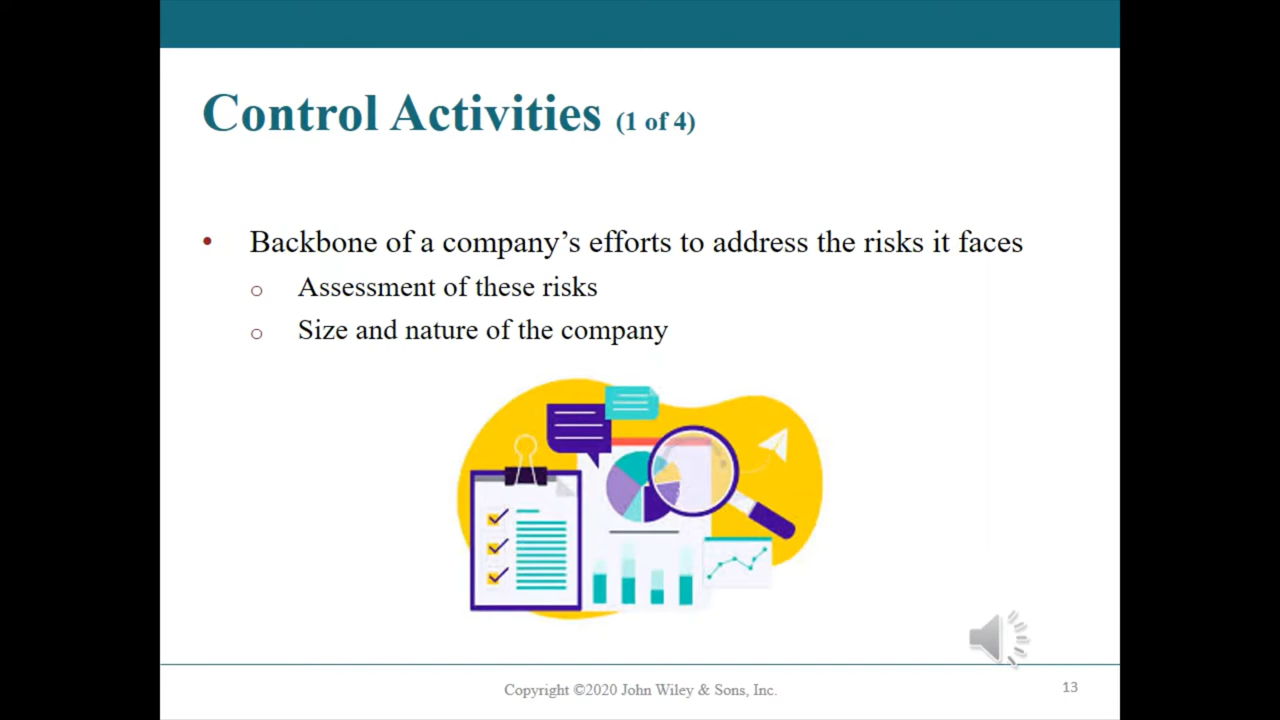 Control Activities (1 of 4)
• Backbone of a company’s efforts to address the risks it faces
o Assessment of these risks
o Size and nature of the company
Copyright ©2020 John Wiley & Sons, Inc.
13